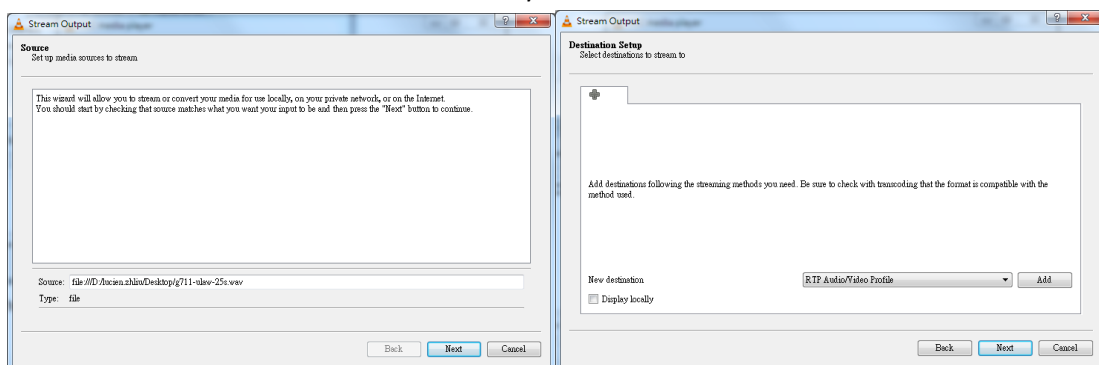 Stream Output
Source
Set up media sources to stream
This wizard will allow you to stream or convert your media for use locally, on your private network, or on the Internet.
You should start by checking that source matches what you want your input to be and then press the "Next" button to continue.
Source: file:///D:/lucien.zhliu/Desktop/g711-ulaw-25s.wav
Type: file
Back Next Cancel
Stream Output
Destination Setup
Select destinations to stream to
Add destinations following the streaming methods you need. Be sure to check with transcoding that the format is compatible with the
method used.
New destination RTP Audio/Video Profile Add
Display locally
Back Next Cancel